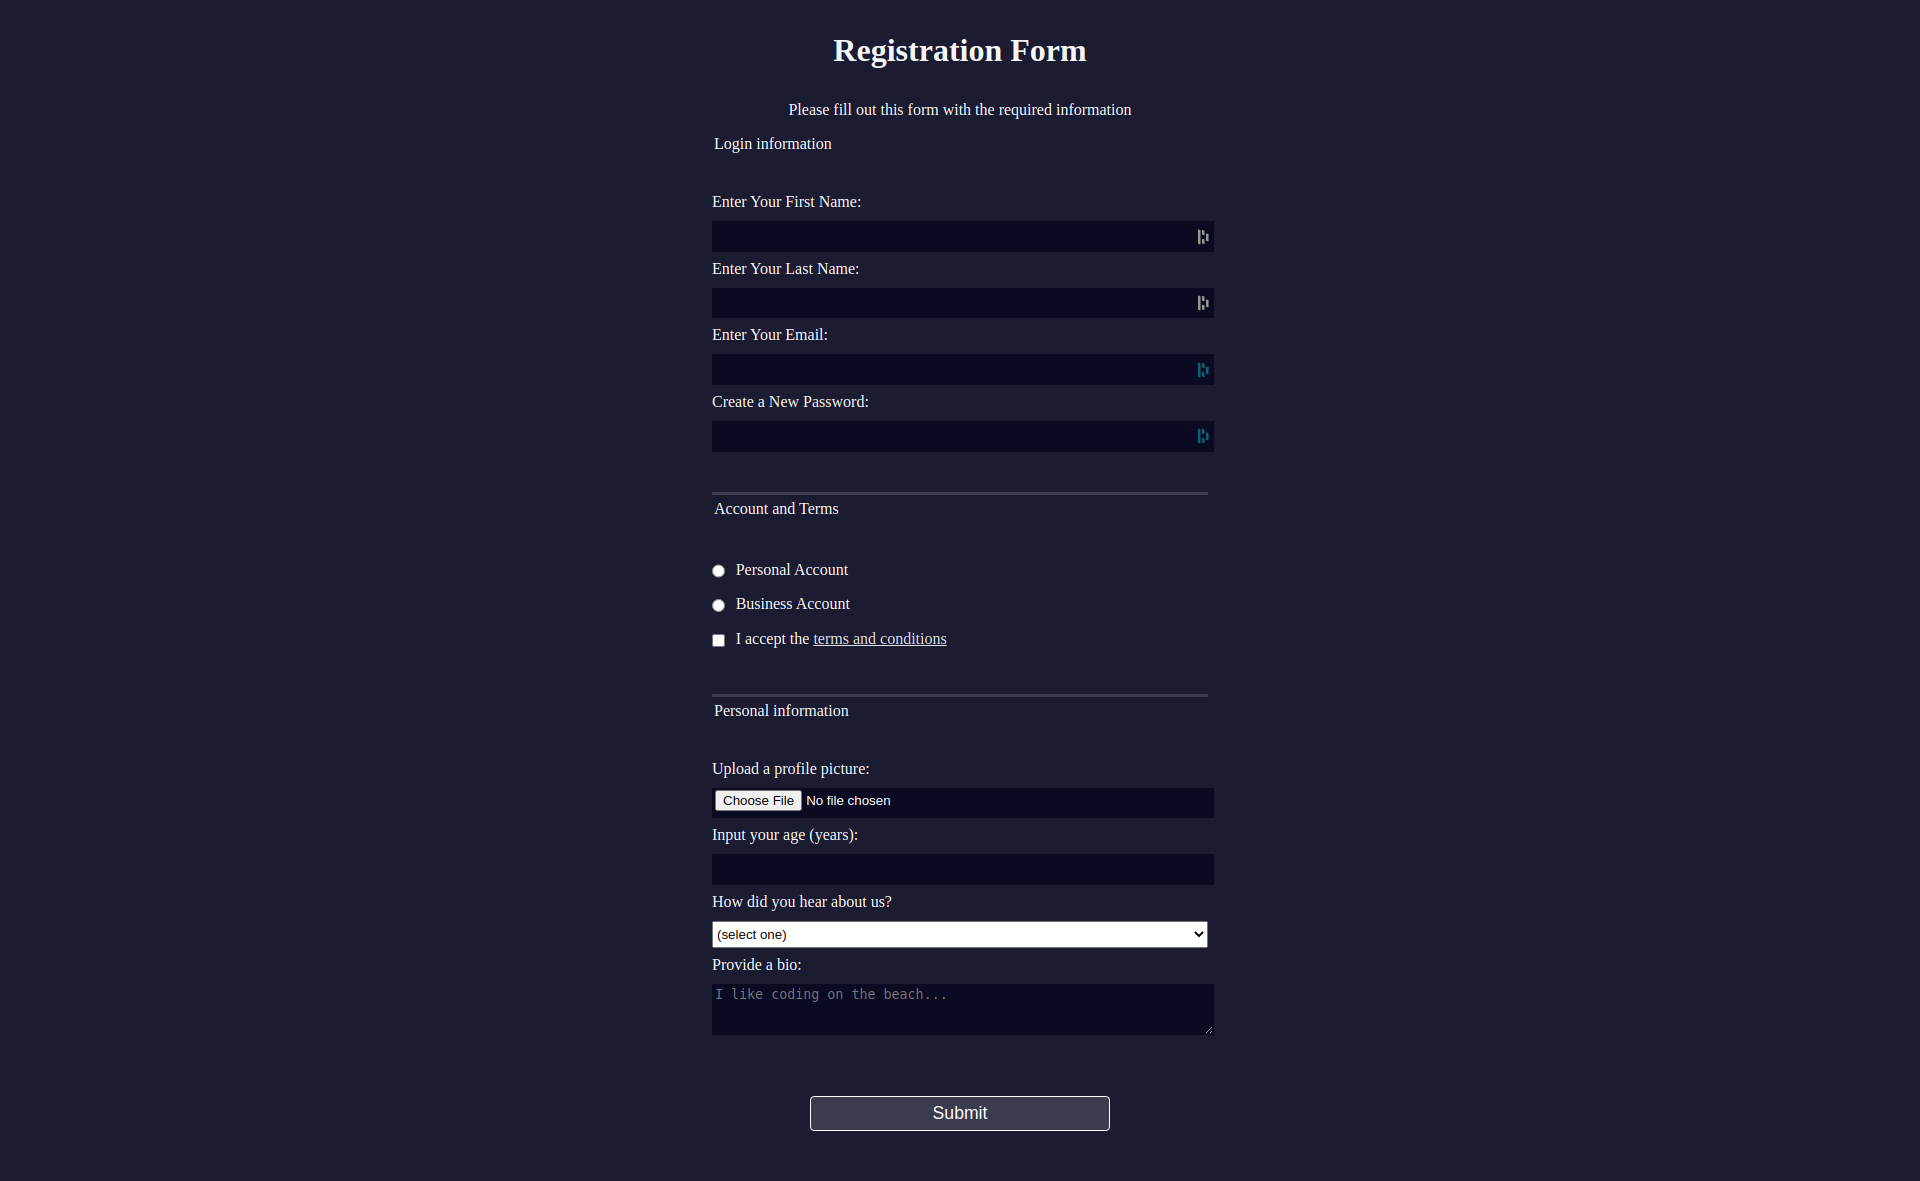 Registration Form
Please fill out this form with the required information
Login information
Enter Your First Name:
Enter Your Last Name:
Enter Your Email:
Create a New Password:
Account and Terms
Personal Account
Business Account
I accept the terms and conditions
Personal information
Upload a profile picture:
Choose File No file chosen
Input your age (years):
How did you hear about us?
(select one)
Provide a bio:
I like coding on the beach...
Submit